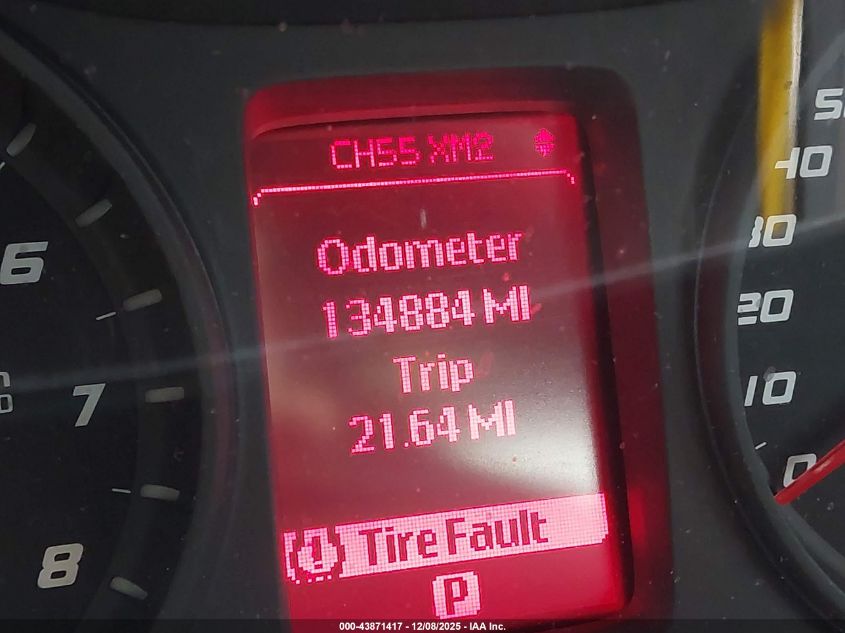 CH55 XM2
Odometer
134884 MI
Trip
21.64 MI
Tire Fault
P
6
7
8
40
30
20
10
0
000-43871417 - 12/08/2025 - IAA Inc.